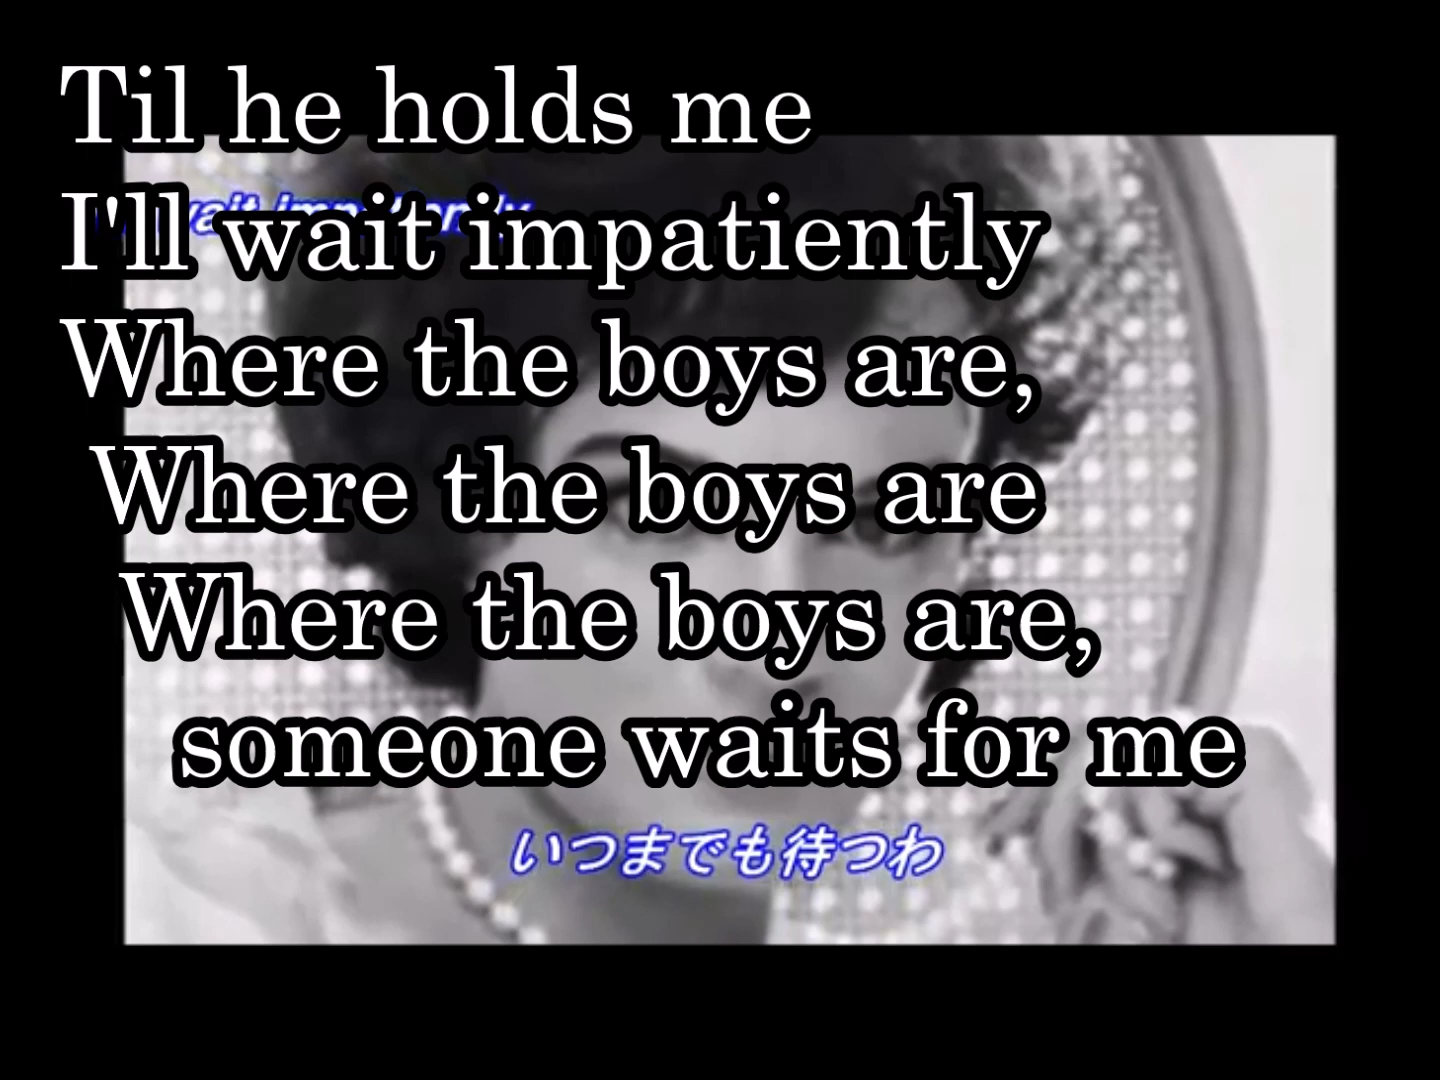 Til he holds me
I'll wait impatiently
Where the boys are,
Where the boys are
Where the boys are,
someone waits for me
いつまでも待つわ